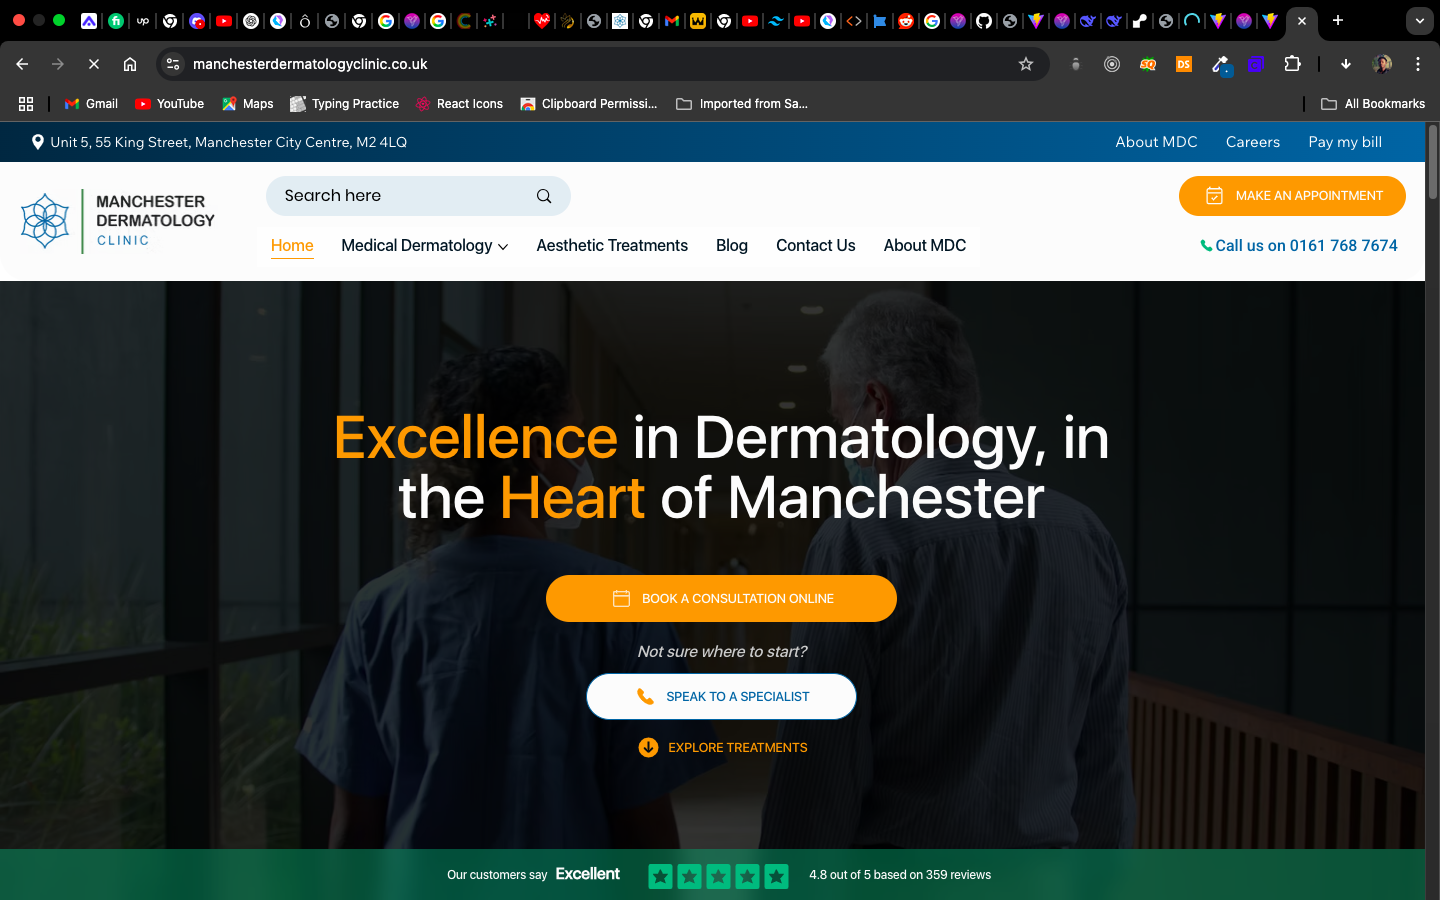 manchesterdermatologyclinic.co.uk
Gmail
YouTube
Maps
Typing Practice
React Icons
Clipboard Permissi...
Imported from Sa...
All Bookmarks
Unit 5, 55 King Street, Manchester City Centre, M2 4LQ
About MDC
Careers
Pay my bill
MANCHESTER
DERMATOLOGY
CLINIC
Search here
MAKE AN APPOINTMENT
Home
Medical Dermatology
Aesthetic Treatments
Blog
Contact Us
About MDC
Call us on 0161 768 7674
Excellence in Dermatology, in
the Heart of Manchester
BOOK A CONSULTATION ONLINE
Not sure where to start?
SPEAK TO A SPECIALIST
EXPLORE TREATMENTS
Our customers say Excellent
4.8 out of 5 based on 359 reviews